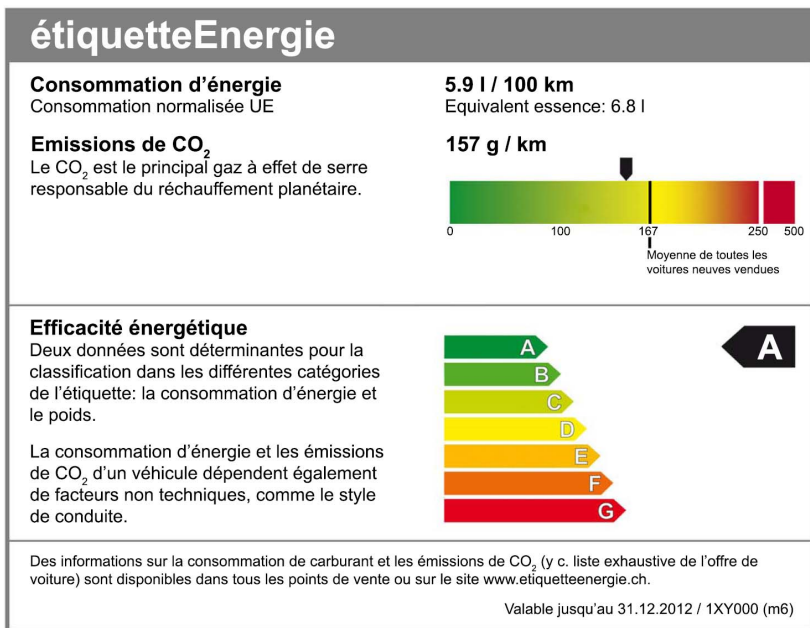 étiquetteEnergie
Consommation d’énergie
5.9 l / 100 km
Consommation normalisée UE
Equivalent essence: 6.8 l
Emissions de CO₂
157 g / km
Le CO₂ est le principal gaz à effet de serre
responsable du réchauffement planétaire.
0
100
167
250
500
Moyenne de toutes les
voitures neuves vendues
Efficacité énergétique
Deux données sont déterminantes pour la
classification dans les différentes catégories
de l’étiquette: la consommation d’énergie et
le poids.
La consommation d’énergie et les émissions
de CO₂ d’un véhicule dépendent également
de facteurs non techniques, comme le style
de conduite.
A
B
C
D
E
F
G
A
Des informations sur la consommation de carburant et les émissions de CO₂ (y c. liste exhaustive de l’offre de
voiture) sont disponibles dans tous les points de vente ou sur le site www.etiquetteenergie.ch.
Valable jusqu’au 31.12.2012 / 1XY000 (m6)